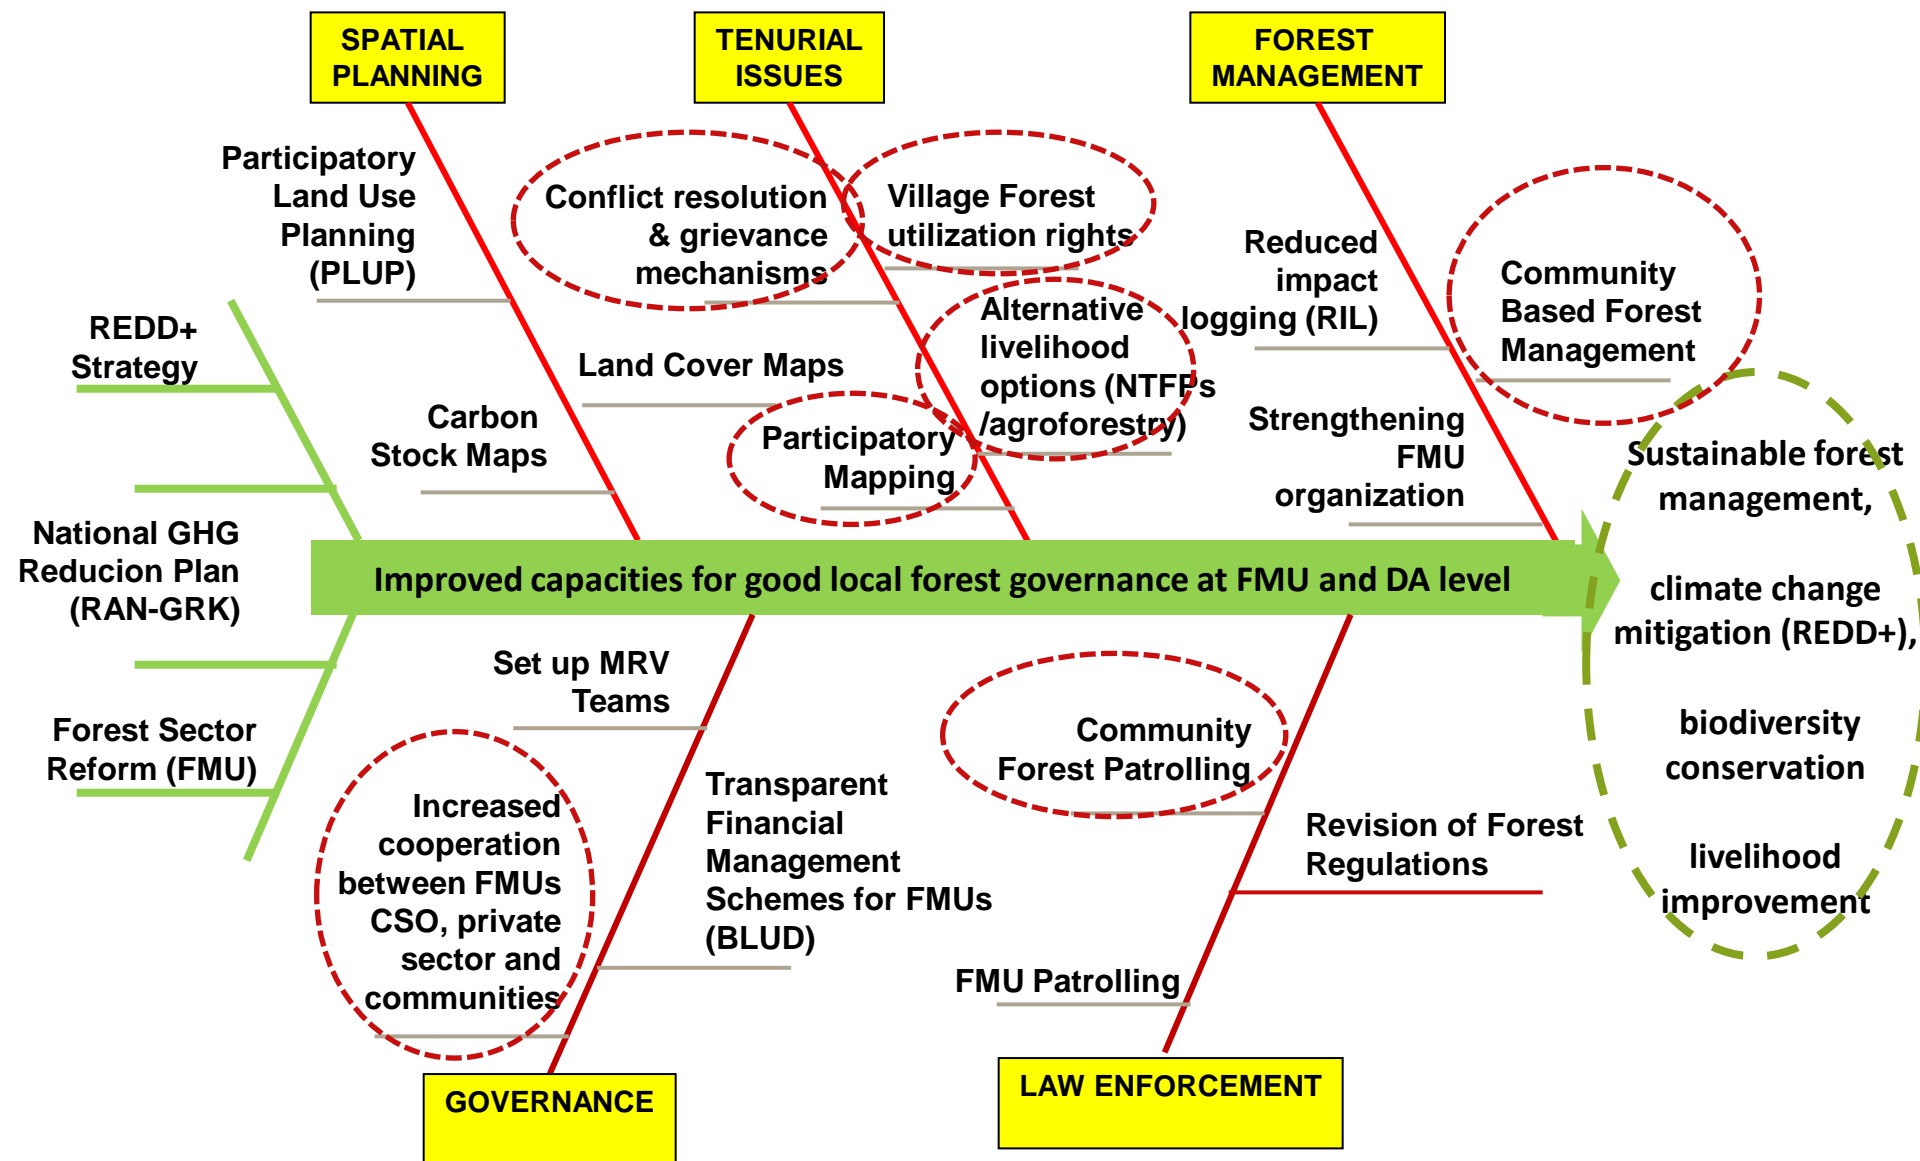 SPATIAL
PLANNING
TENURIAL
ISSUES
FOREST
MANAGEMENT
Participatory
Land Use
Planning
(PLUP)
Conflict resolution
& grievance
mechanisms
Village Forest
utilization rights
Reduced
impact
logging (RIL)
Community
Based Forest
Management
REDD+
Strategy
Land Cover Maps
Alternative
livelihood
options (NTFPs
/agroforestry)
Carbon
Stock Maps
Participatory
Mapping
Strengthening
FMU
organization
National GHG
Reducion Plan
(RAN-GRK)
Forest Sector
Reform (FMU)
Improved capacities for good local forest governance at FMU and DA level
Sustainable forest
management,
climate change
mitigation (REDD+),
biodiversity
conservation
livelihood
improvement
Set up MRV
Teams
Increased
cooperation
between FMUs
CSO, private
sector and
communities
Transparent
Financial
Management
Schemes for FMUs
(BLUD)
Community
Forest Patrolling
Revision of Forest
Regulations
FMU Patrolling
GOVERNANCE
LAW ENFORCEMENT